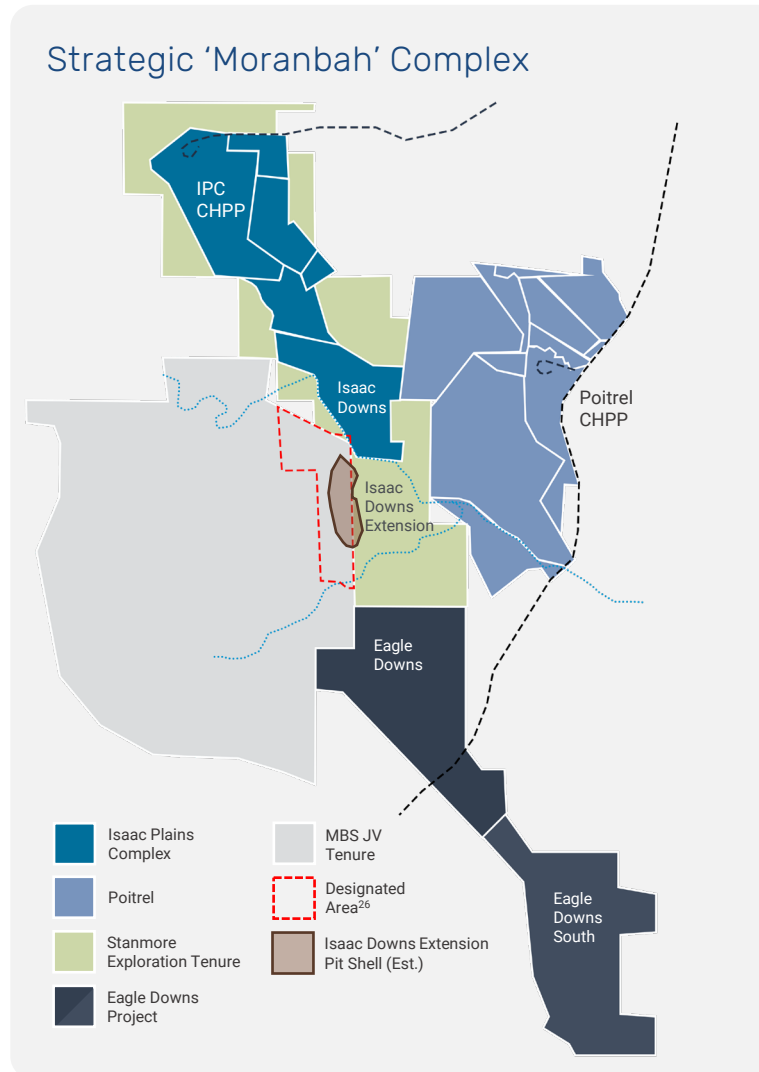 Strategic ‘Moranbah’ Complex
IPC
CHPP
Isaac
Downs
Poitrel
CHPP
Isaac
Downs
Extension
Eagle
Downs
Eagle
Downs
South
Isaac Plains
Complex
Poitrel
Stanmore
Exploration Tenure
Eagle Downs
Project
MBS JV
Tenure
Designated
Area26
Isaac Downs Extension
Pit Shell (Est.)